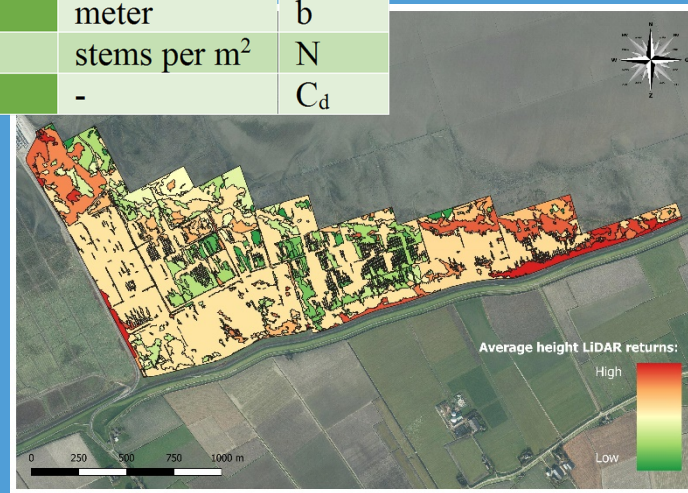 meter b
stems per m² N
- Cd
N
W
Z
Average height LiDAR returns:
High
Low
0 250 500 750 1000 m